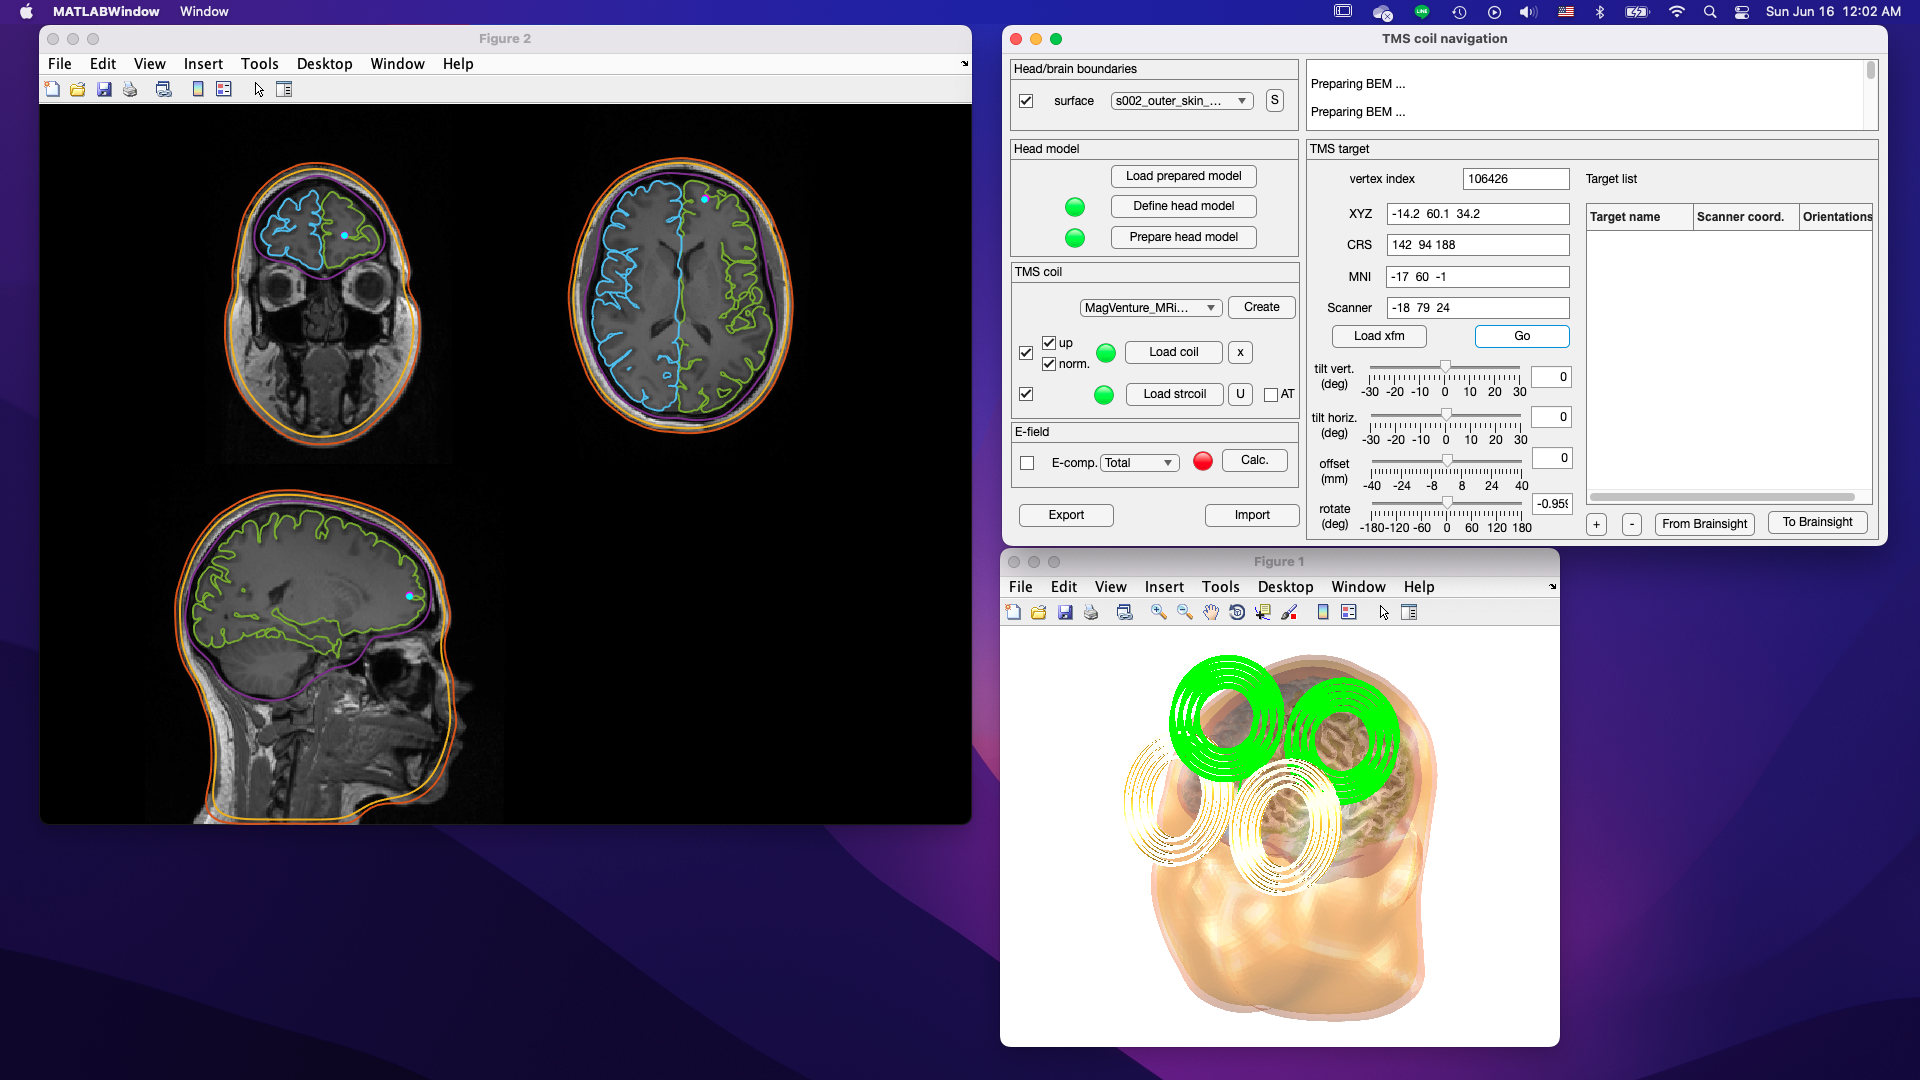 MATLABWindow Window
Sun Jun 16 12:02 AM
Figure 2
File Edit View Insert Tools Desktop Window Help
TMS coil navigation
Head/brain boundaries
surface s002_outer_skin_... S
Preparing BEM ...
Preparing BEM ...
Head model
Load prepared model
Define head model
Prepare head model
TMS coil
MagVenture_MRi... Create
up
norm.
Load coil x
Load strcoil U AT
E-field
E-comp. Total Calc.
Export Import
TMS target
vertex index 106426
XYZ -14.2 60.1 34.2
CRS 142 94 188
MNI -17 60 -1
Scanner -18 79 24
Load xfm Go
tilt vert. (deg) 0
-30 -20 -10 0 10 20 30
tilt horiz. (deg) 0
-30 -20 -10 0 10 20 30
offset (mm) 0
-40 -24 -8 8 24 40
rotate (deg) -0.959
-180 -120 -60 0 60 120 180
Target list
Target name Scanner coord. Orientations
+ - From Brainsight To Brainsight
Figure 1
File Edit View Insert Tools Desktop Window Help